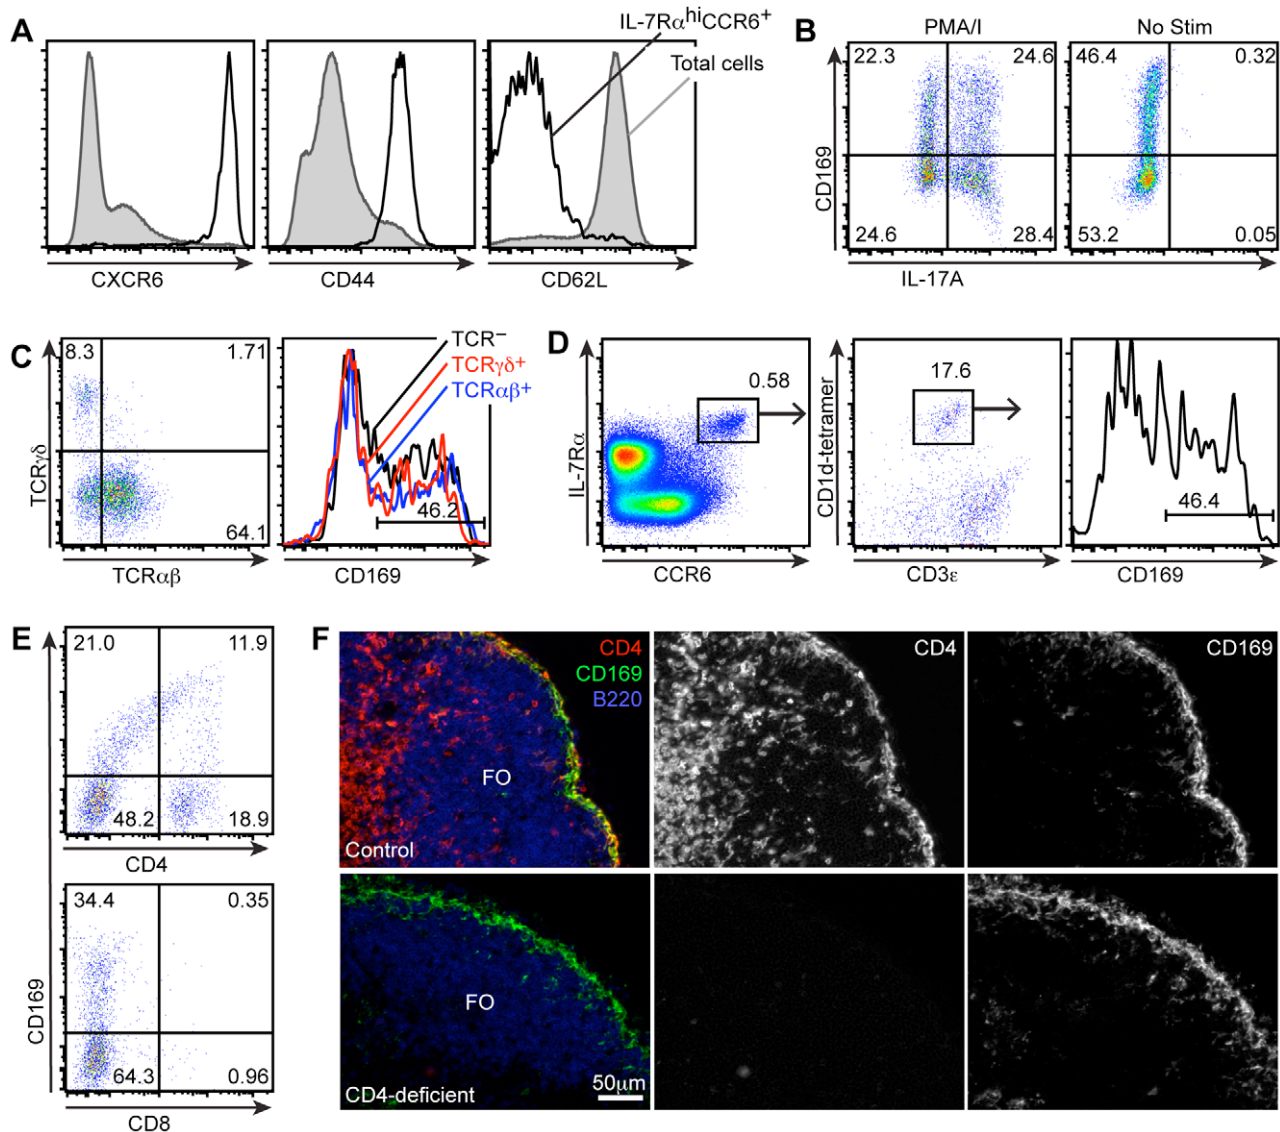 A
IL-7RαhiCCR6+
Total cells
CXCR6
CD44
CD62L
B
PMA/I
No Stim
22.3
24.6
46.4
0.32
CD169
24.6
28.4
53.2
0.05
IL-17A
C
8.3
1.71
TCRγδ
64.1
TCRαβ
TCR−
TCRγδ+
TCRαβ+
46.2
CD169
D
0.58
IL-7Rα
CCR6
17.6
CD1d-tetramer
CD3ε
46.4
CD169
E
21.0
11.9
48.2
18.9
CD4
34.4
0.35
CD169
64.3
0.96
CD8
F
CD4
CD169
B220
FO
Control
CD4
CD169
FO
CD4-deficient
50μm